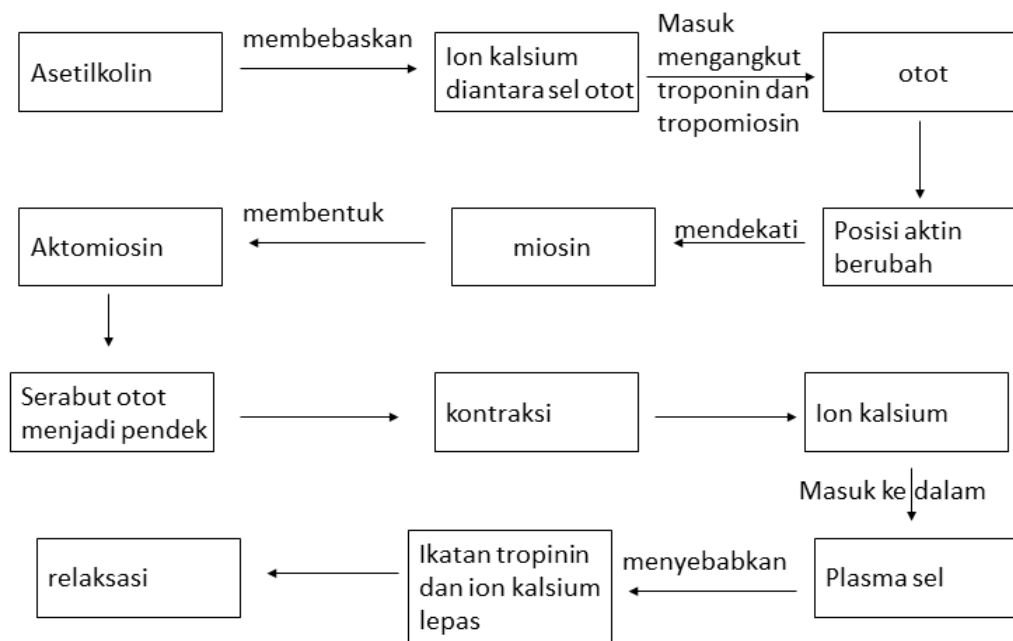 Asetilkolin
membebaskan
Ion kalsium
diantara sel otot
Masuk
mengangkut
troponin dan
tropomiosin
otot
Posisi aktin
berubah
mendekati
miosin
membentuk
Aktomiosin
Serabut otot
menjadi pendek
kontraksi
Ion kalsium
Masuk ke dalam
Plasma sel
menyebabkan
Ikatan tropinin
dan ion kalsium
lepas
relaksasi